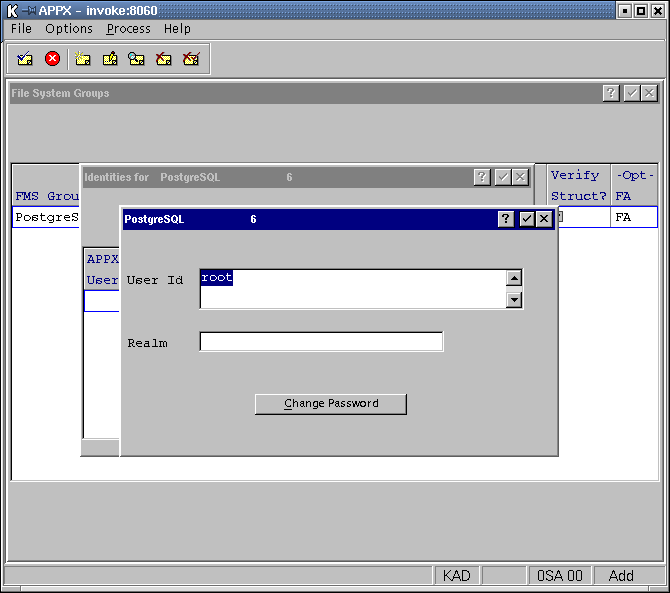 APPX - invoke:8060
File Options Process Help
File System Groups
Identities for PostgreSQL 6
Verify -Opt-
FMS Grou Struct? FA
PostgreS FA
PostgreSQL 6
APPX
User
User Id root
Realm
Change Password
KAD 0SA 00 Add